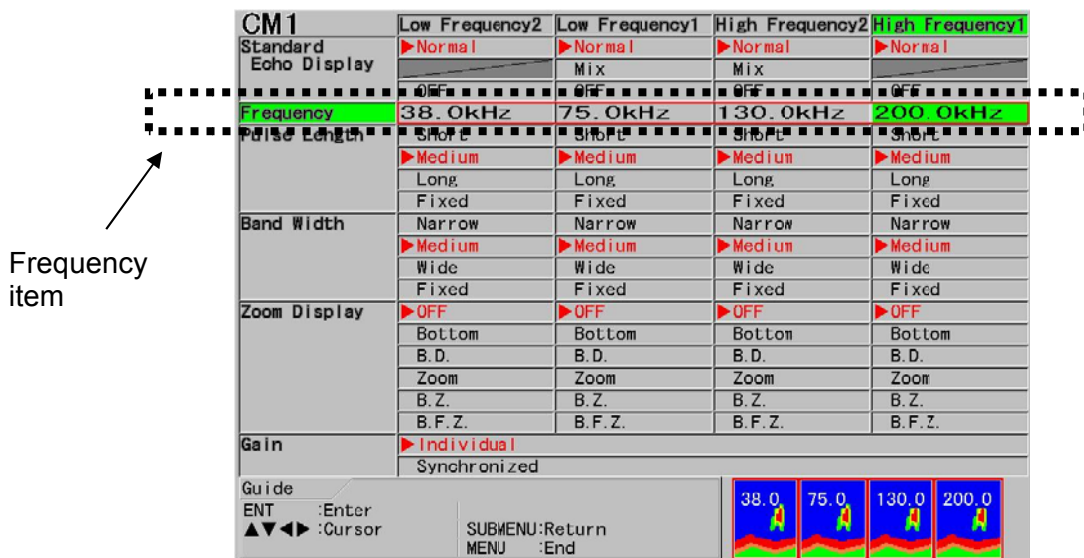 CM1 Low Frequency2 Low Frequency1 High Frequency2 High Frequency1
Standard ▶Normal ▶Normal ▶Normal ▶Normal
Echo Display Mix Mix
OFF OFF OFF OFF
Frequency 38.0kHz 75.0kHz 130.0kHz 200.0kHz
Pulse Length Short Short Short Short
▶Medium ▶Medium ▶Medium ▶Medium
Long Long Long Long
Fixed Fixed Fixed Fixed
Band Width Narrow Narrow Narrow Narrow
▶Medium ▶Medium ▶Medium ▶Medium
Wide Wide Wide Wide
Fixed Fixed Fixed Fixed
Zoom Display ▶OFF ▶OFF ▶OFF ▶OFF
Bottom Bottom Bottom Bottom
B.D. B.D. B.D. B.D.
Zoom Zoom Zoom Zoom
B.Z. B.Z. B.Z. B.Z.
B.F.Z. B.F.Z. B.F.Z. B.F.Z.
Gain ▶Individual
Synchronized
Guide
ENT :Enter
▲▼◀▶ :Cursor SUBMENU:Return
MENU :End
38.0 75.0 130.0 200.0
Frequency
item